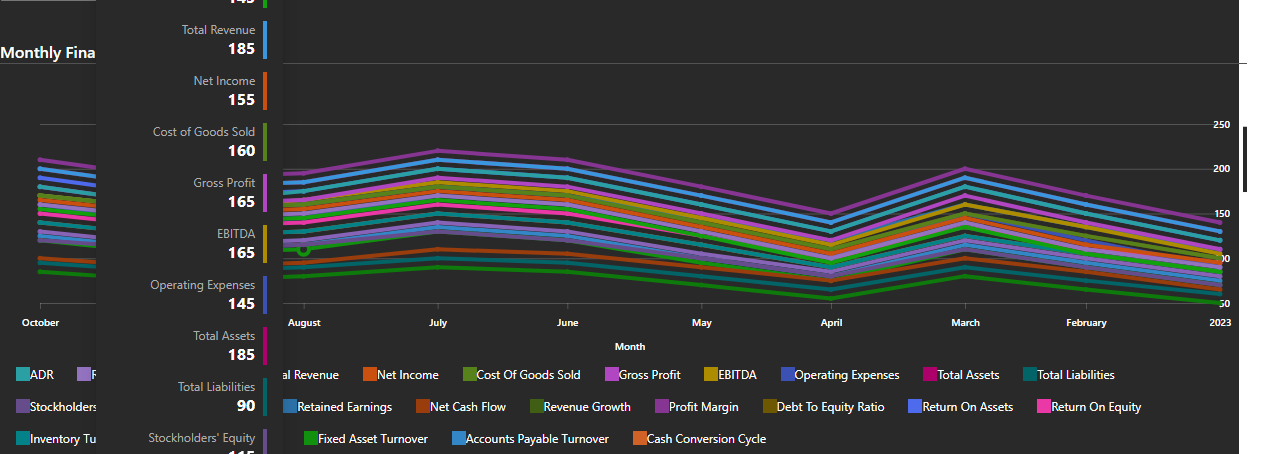 145
Total Revenue
185
Monthly Fina
Net Income
155
Cost of Goods Sold
160
Gross Profit
165
EBITDA
165
Operating Expenses
145
Total Assets
185
Total Liabilities
90
Stockholders' Equity
115
250
200
150
00
50
October August July June May April March February 2023
Month
ADR R al Revenue Net Income Cost Of Goods Sold Gross Profit EBITDA Operating Expenses Total Assets Total Liabilities
Stockholders Retained Earnings Net Cash Flow Revenue Growth Profit Margin Debt To Equity Ratio Return On Assets Return On Equity
Inventory Tu Fixed Asset Turnover Accounts Payable Turnover Cash Conversion Cycle